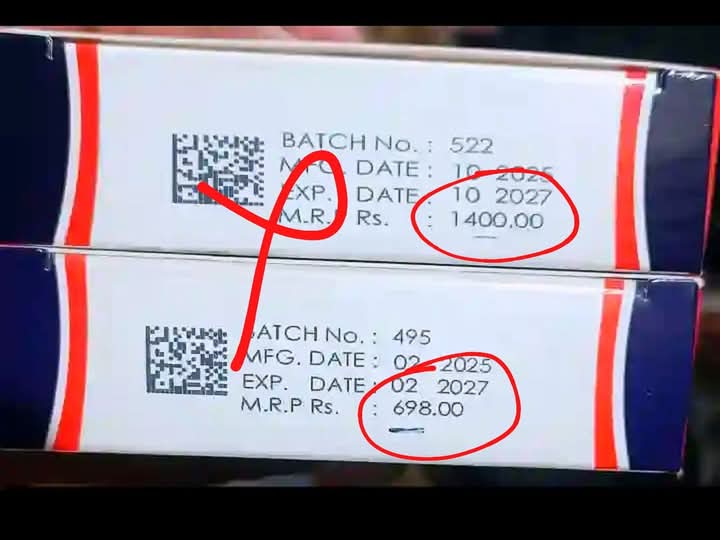 BATCH No. : 522
MFG. DATE : 10 2025
EXP. DATE : 10 2027
M.R.P Rs. : 1400.00
BATCH No. : 495
MFG. DATE : 02 2025
EXP. DATE : 02 2027
M.R.P Rs. : 698.00